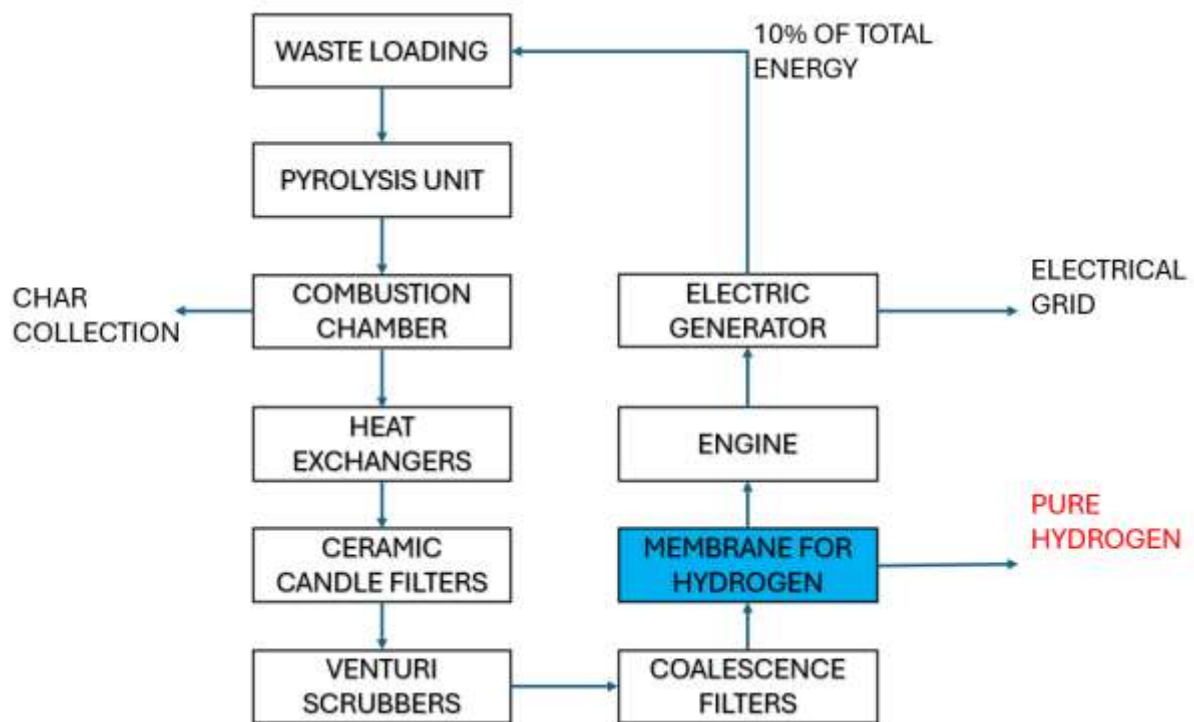 WASTE LOADING
10% OF TOTAL
ENERGY
PYROLYSIS UNIT
CHAR
COLLECTION
COMBUSTION
CHAMBER
ELECTRIC
GENERATOR
ELECTRICAL
GRID
HEAT
EXCHANGERS
ENGINE
CERAMIC
CANDLE FILTERS
MEMBRANE FOR
HYDROGEN
PURE
HYDROGEN
VENTURI
SCRUBBERS
COALESCENCE
FILTERS